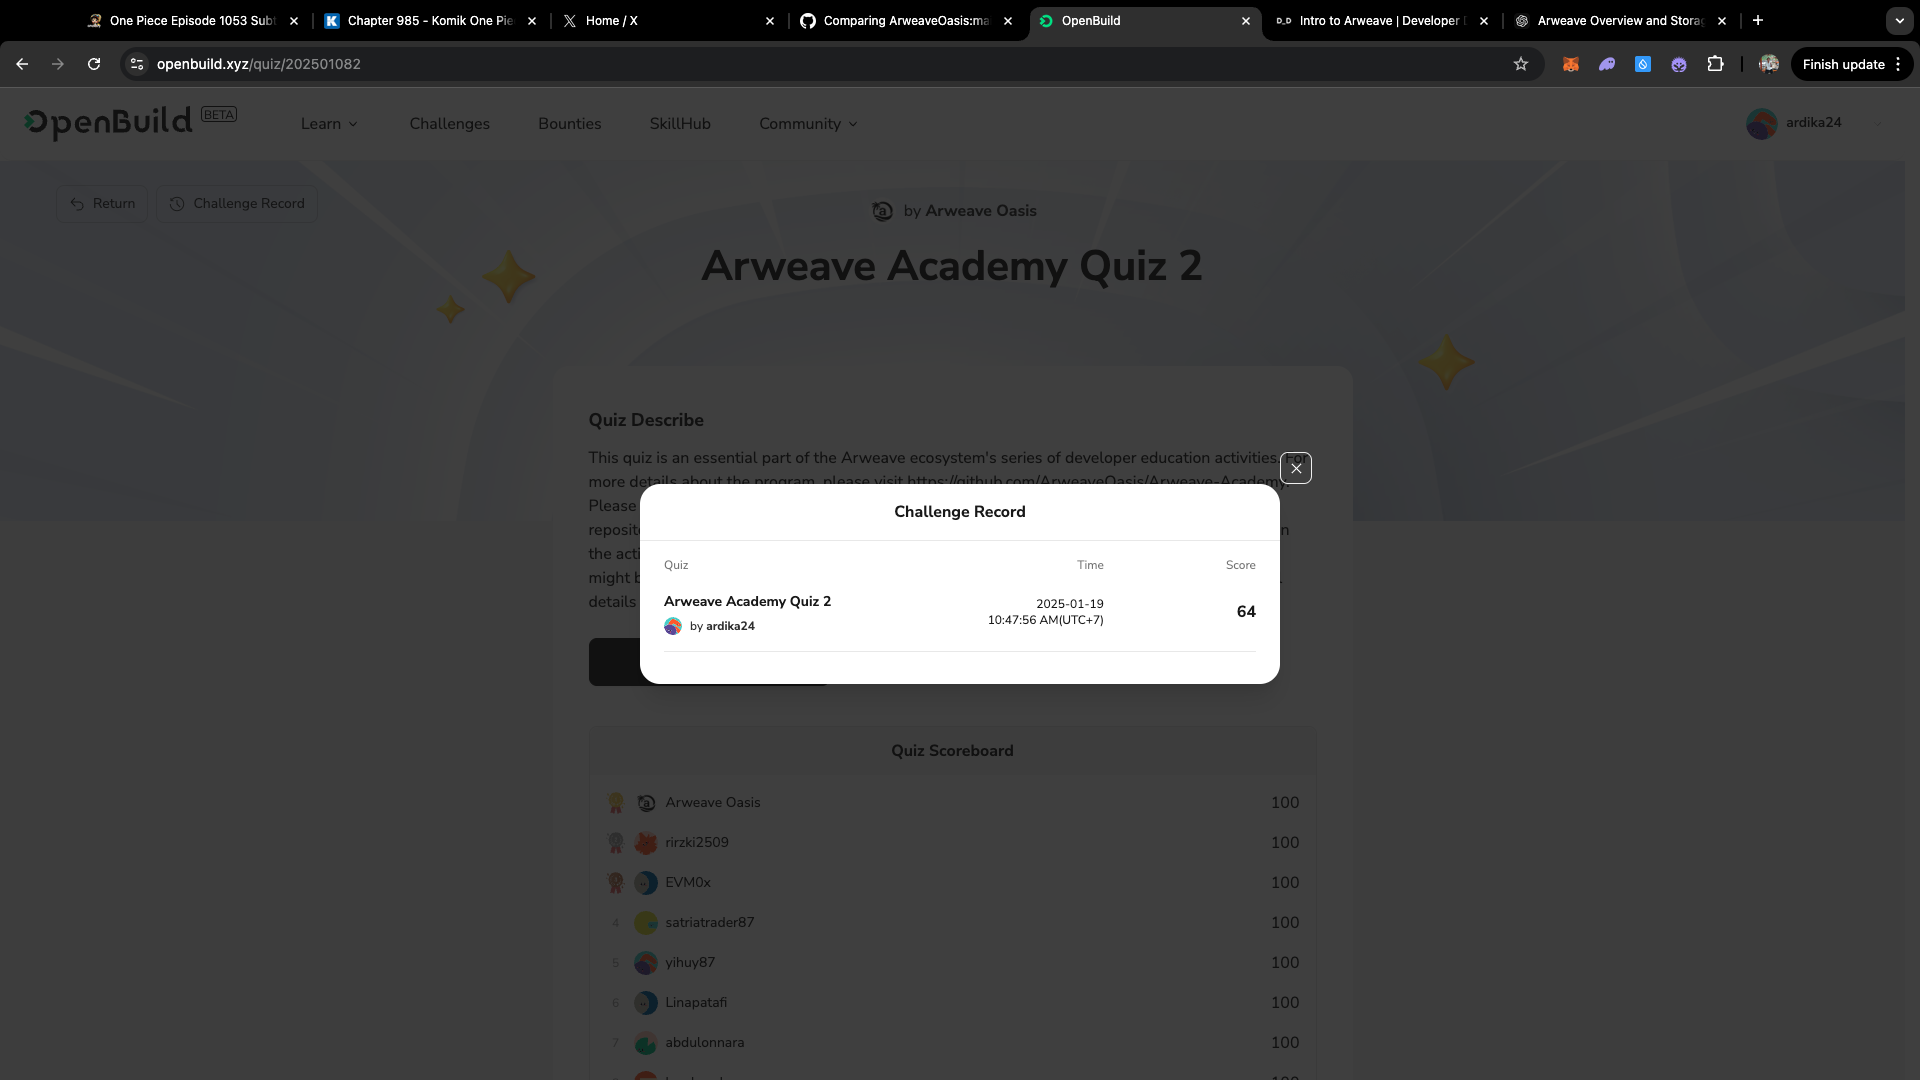 One Piece Episode 1053 Subt
Chapter 985 - Komik One Pie
Home / X
Comparing ArweaveOasis:ma
OpenBuild
Intro to Arweave | Developer
Arweave Overview and Storag
openbuild.xyz/quiz/202501082
Finish update
OpenBuild BETA
Learn
Challenges
Bounties
SkillHub
Community
ardika24
Return
Challenge Record
by Arweave Oasis
Arweave Academy Quiz 2
Quiz Describe
This quiz is an essential part of the Arweave ecosystem's series of developer education activities. For
more details about the program, please visit https://github.com/ArweaveOasis/Arweave-Academy.
Please
reposit
the acti
might b
details
Challenge Record
Quiz Time Score
Arweave Academy Quiz 2
by ardika24
2025-01-19
10:47:56 AM(UTC+7)
64
Quiz Scoreboard
Arweave Oasis 100
rirzki2509 100
EVM0x 100
4 satriatrader87 100
5 yihuy87 100
6 Linapatafi 100
7 abdulonnara 100